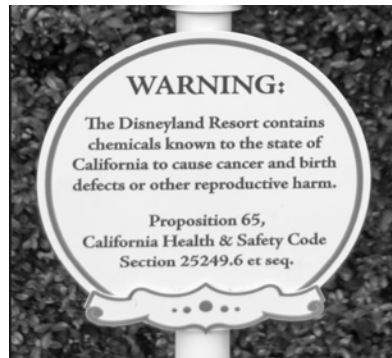 WARNING:
The Disneyland Resort contains
chemicals known to the state of
California to cause cancer and birth
defects or other reproductive harm.
Proposition 65,
California Health & Safety Code
Section 25249.6 et seq.